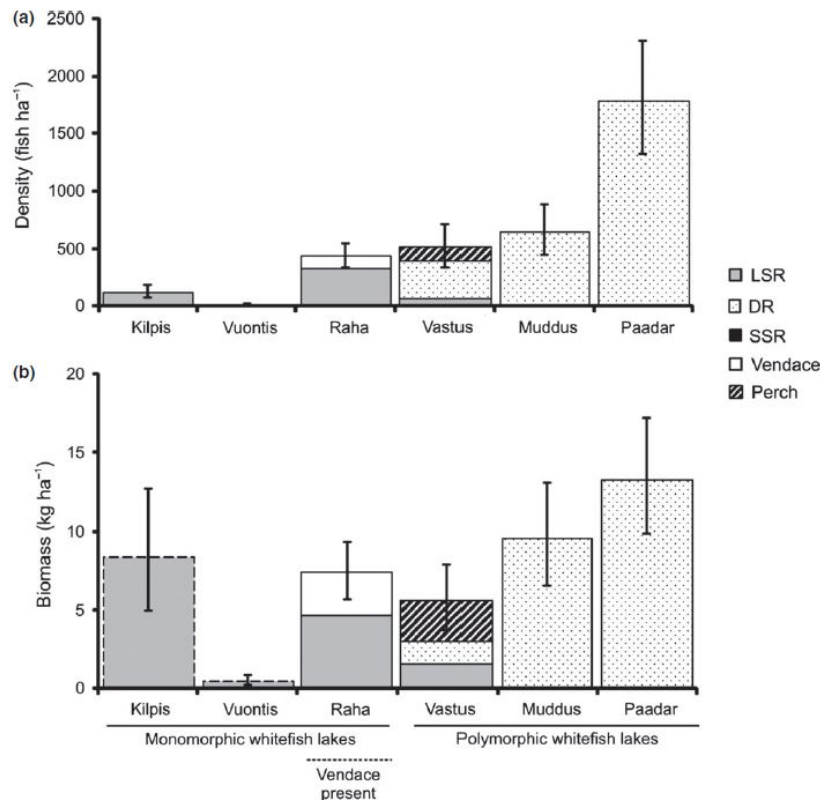 (a)
2500
2000
1500
1000
500
0
Density (fish ha⁻¹)
Kilpis Vuontis Raha Vastus Muddus Paadar
LSR
DR
SSR
Vendace
Perch
(b)
20
15
10
5
0
Biomass (kg ha⁻¹)
Kilpis Vuontis Raha Vastus Muddus Paadar
Monomorphic whitefish lakes Polymorphic whitefish lakes
Vendace
present